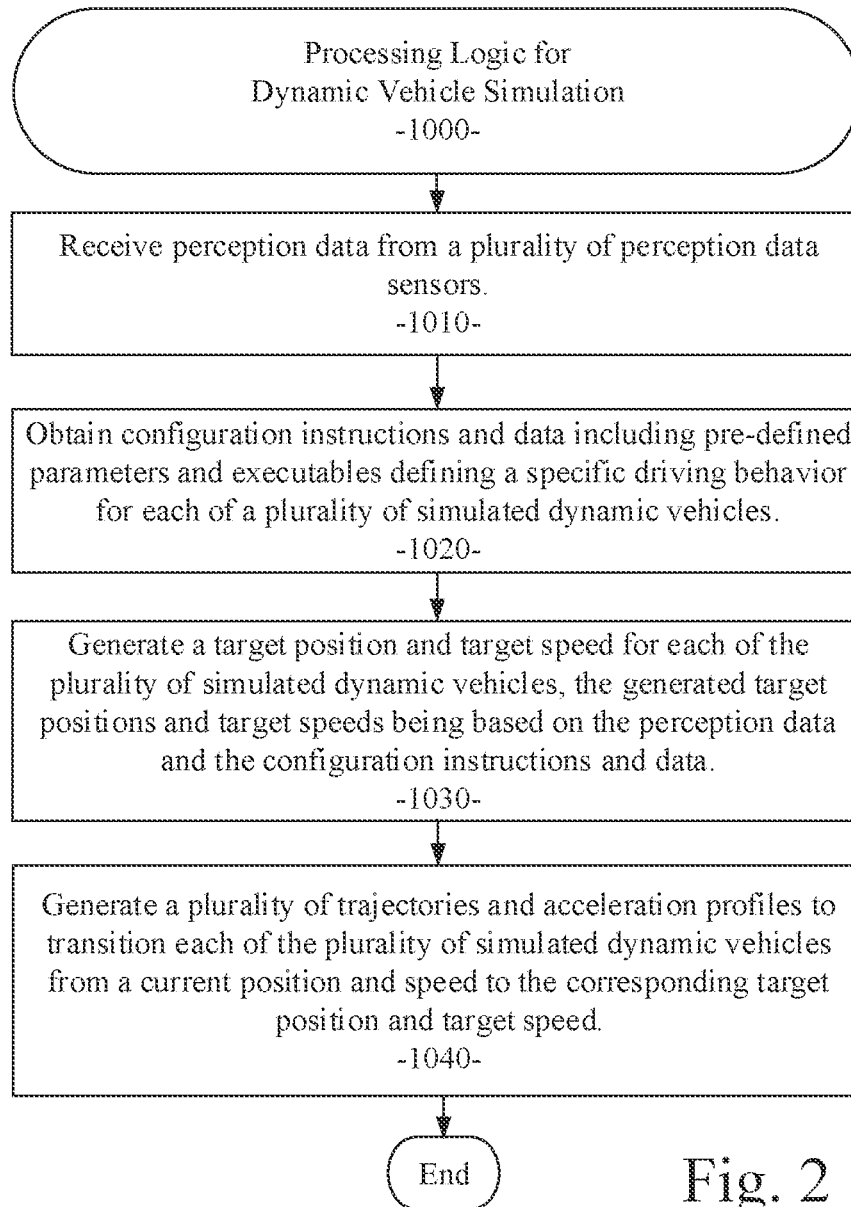 Processing Logic for
Dynamic Vehicle Simulation
-1000-
Receive perception data from a plurality of perception data
sensors.
-1010-
Obtain configuration instructions and data including pre-defined
parameters and executables defining a specific driving behavior
for each of a plurality of simulated dynamic vehicles.
-1020-
Generate a target position and target speed for each of the
plurality of simulated dynamic vehicles, the generated target
positions and target speeds being based on the perception data
and the configuration instructions and data.
-1030-
Generate a plurality of trajectories and acceleration profiles to
transition each of the plurality of simulated dynamic vehicles
from a current position and speed to the corresponding target
position and target speed.
-1040-
End
Fig. 2